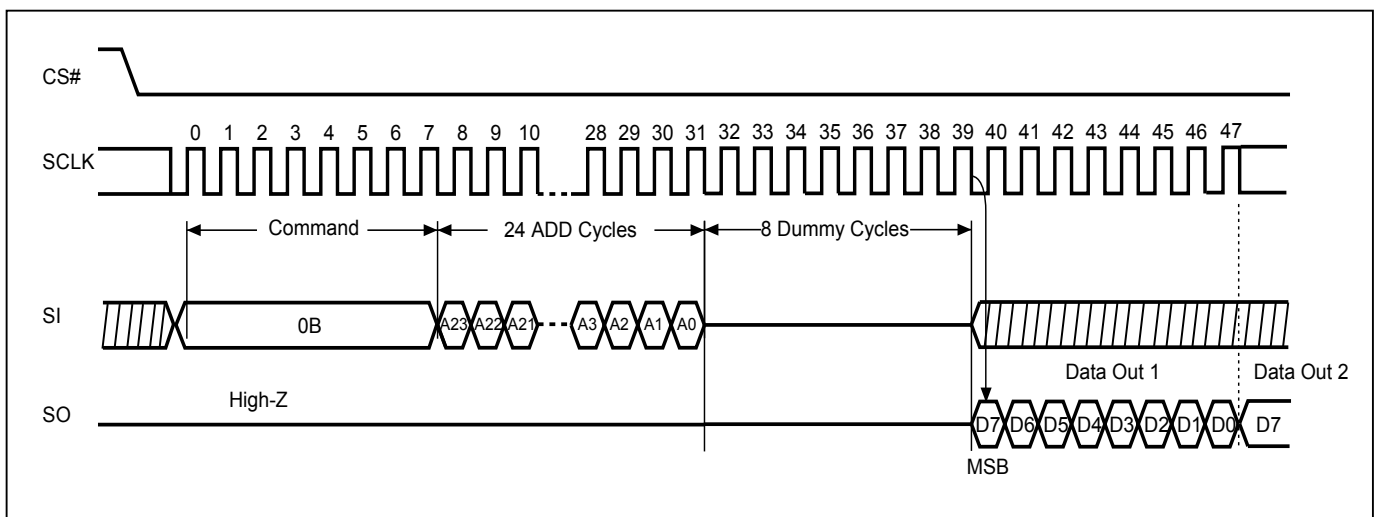 CS#
0 1 2 3 4 5 6 7 8 9 10 28 29 30 31 32 33 34 35 36 37 38 39 40 41 42 43 44 45 46 47
SCLK
Command 24 ADD Cycles 8 Dummy Cycles
SI 0B A23 A22 A21 A3 A2 A1 A0
Data Out 1 Data Out 2
High-Z
SO D7 D6 D5 D4 D3 D2 D1 D0 D7
MSB